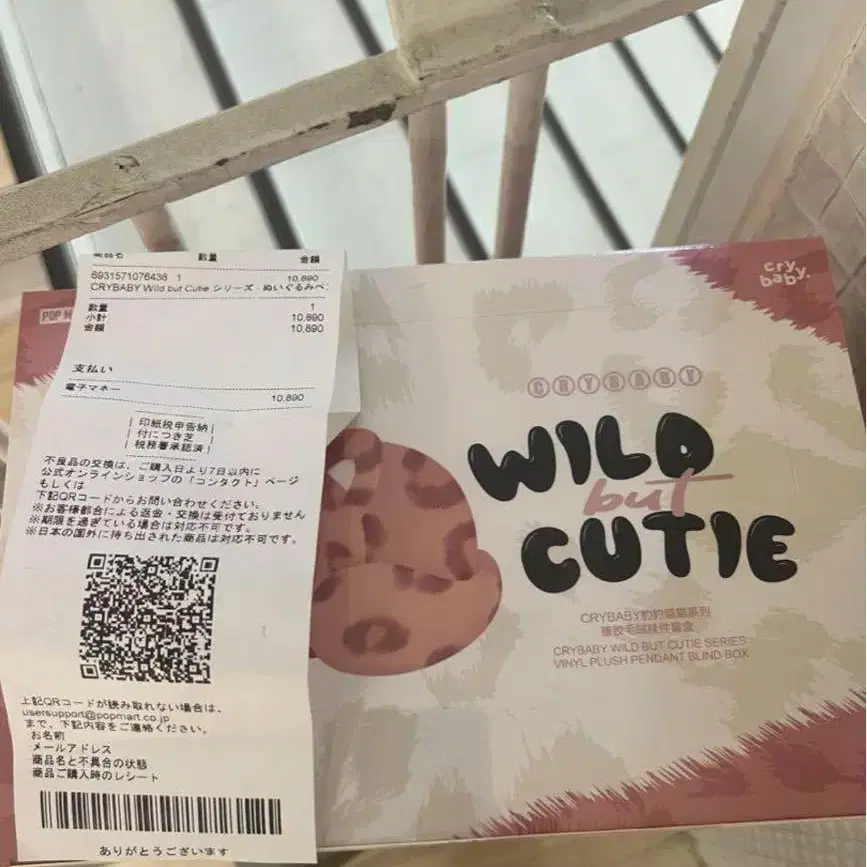 商品名 数量 金額
6931571076436 1 10,890
CRYBABY Wild but Cutie シリーズ - ぬいぐるみペ
数量 1
小計 10,890
金額 10,890
支払い
電子マネー 10,890
印紙税申告納
付につき芝
税務署承認済
不良品の交換は、ご購入日より7日以内に
公式オンラインショップの「コンタクト」ページ
もしくは
下記QRコードからお問い合わせください。
※お客様都合による返金・交換は受付ておりません
※期限を過ぎている場合は対応不可です。
※日本の国外に持ち出された商品は対応不可です。
上記QRコードが読み取れない場合は、
usersupport@popmart.co.jp
まで、下記内容をご連絡ください。
お名前
メールアドレス
商品名と不具合の状態
商品ご購入時のレシート
ありがとうございます
POP M
cry
baby.
CRYBABY
WILD
but
CUTIE
CRYBABY豹豹猫猫系列
搪胶毛绒挂件盲盒
CRYBABY WILD BUT CUTIE SERIES
VINYL PLUSH PENDANT BLIND BOX